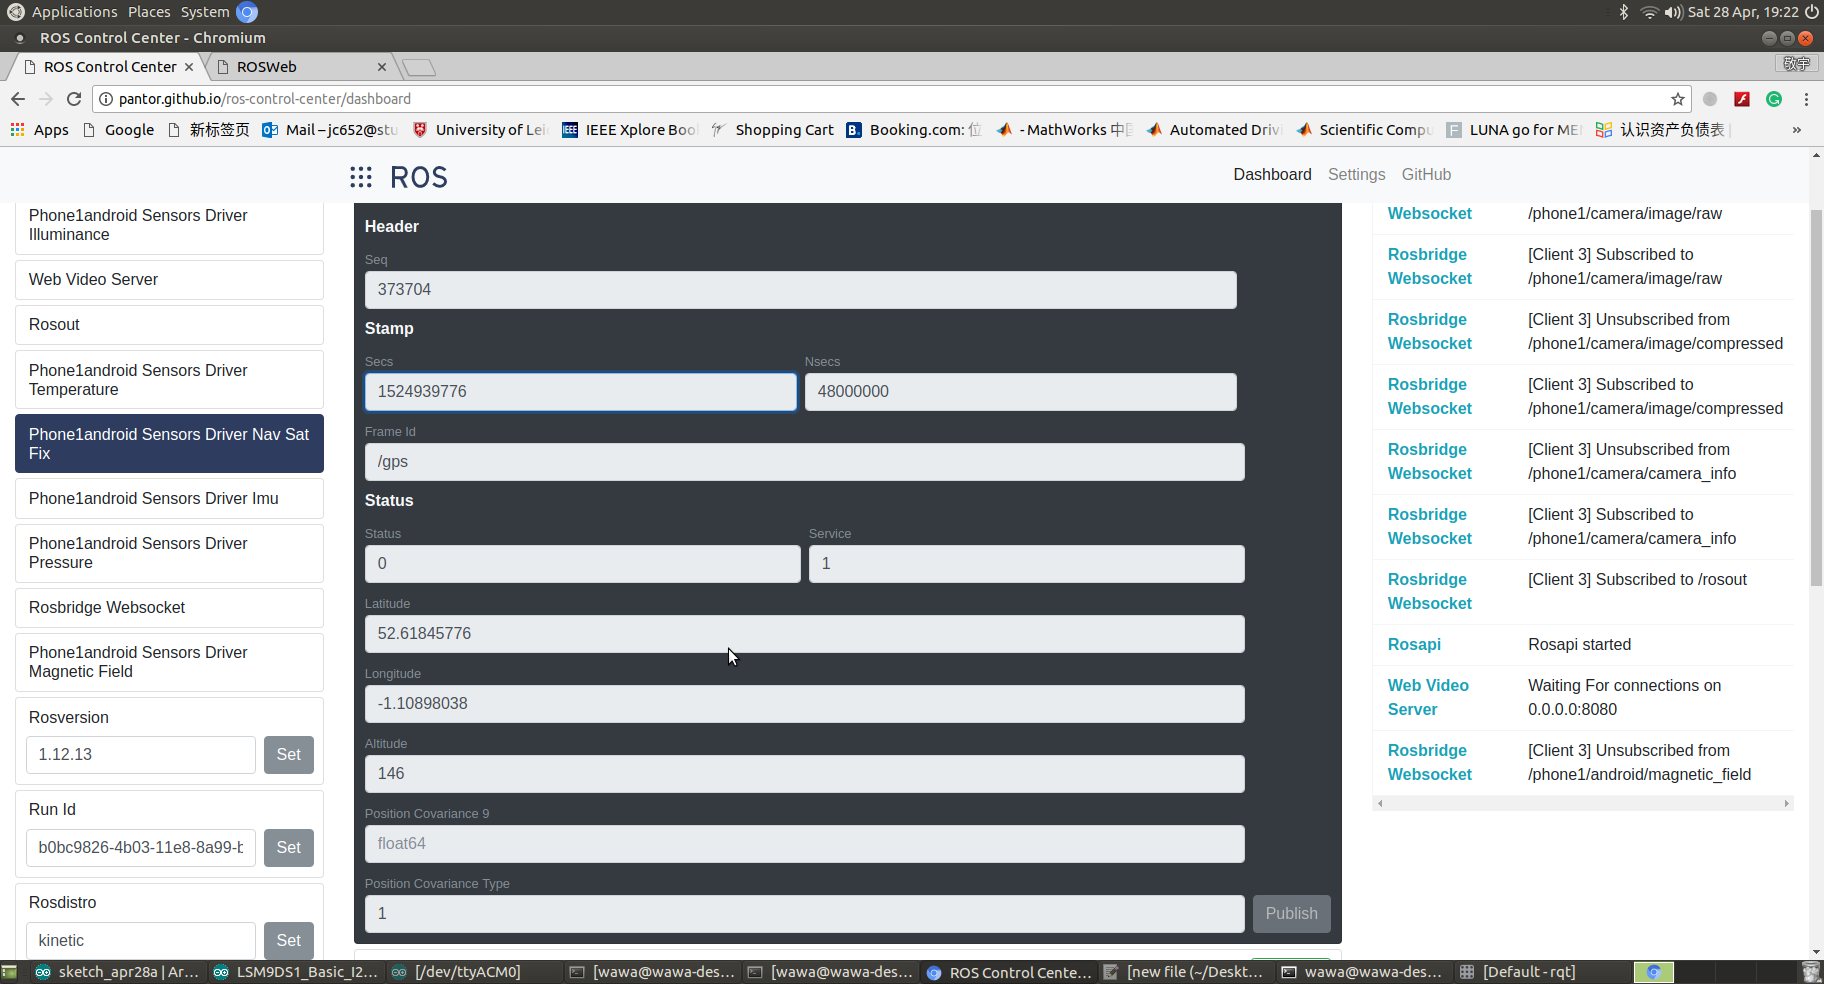 Applications Places System
Sat 28 Apr, 19:22
ROS Control Center - Chromium
ROS Control Center
ROSWeb
敬宇
pantor.github.io/ros-control-center/dashboard
Apps
Google
新标签页
Mail – jc652@stu
University of Lei
IEEE Xplore Boo
Shopping Cart
Booking.com: 位
- MathWorks 中
Automated Driv
Scientific Compu
LUNA go for ME
认识资产负债表
»
ROS
Dashboard
Settings
GitHub
Phone1android Sensors Driver
Illuminance
Web Video Server
Rosout
Phone1android Sensors Driver
Temperature
Phone1android Sensors Driver Nav Sat
Fix
Phone1android Sensors Driver Imu
Phone1android Sensors Driver
Pressure
Rosbridge Websocket
Phone1android Sensors Driver
Magnetic Field
Rosversion
1.12.13
Set
Run Id
b0bc9826-4b03-11e8-8a99-b
Set
Rosdistro
kinetic
Set
Header
Seq
373704
Stamp
Secs
Nsecs
1524939776
48000000
Frame Id
/gps
Status
Status
Service
0
1
Latitude
52.61845776
Longitude
-1.10898038
Altitude
146
Position Covariance 9
float64
Position Covariance Type
1
Publish
Websocket /phone1/camera/image/raw
Rosbridge [Client 3] Subscribed to
Websocket /phone1/camera/image/raw
Rosbridge [Client 3] Unsubscribed from
Websocket /phone1/camera/image/compressed
Rosbridge [Client 3] Subscribed to
Websocket /phone1/camera/image/compressed
Rosbridge [Client 3] Unsubscribed from
Websocket /phone1/camera/camera_info
Rosbridge [Client 3] Subscribed to
Websocket /phone1/camera/camera_info
Rosbridge [Client 3] Subscribed to /rosout
Websocket
Rosapi Rosapi started
Web Video Waiting For connections on
Server 0.0.0.0:8080
Rosbridge [Client 3] Unsubscribed from
Websocket /phone1/android/magnetic_field
sketch_apr28a | Ar...
LSM9DS1_Basic_I2...
[/dev/ttyACM0]
[wawa@wawa-des...
[wawa@wawa-des...
ROS Control Cente...
[new file (~/Deskt...
wawa@wawa-des...
[Default - rqt]